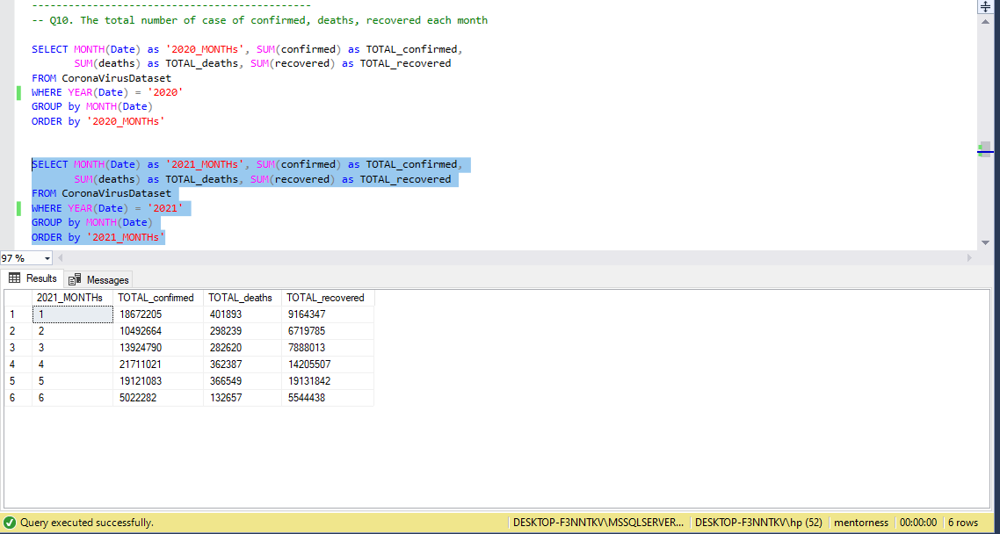 ----------------------------------------------
-- Q10. The total number of case of confirmed, deaths, recovered each month
SELECT MONTH(Date) as '2020_MONTHs', SUM(confirmed) as TOTAL_confirmed,
SUM(deaths) as TOTAL_deaths, SUM(recovered) as TOTAL_recovered
FROM CoronaVirusDataset
WHERE YEAR(Date) = '2020'
GROUP by MONTH(Date)
ORDER by '2020_MONTHs'
SELECT MONTH(Date) as '2021_MONTHs', SUM(confirmed) as TOTAL_confirmed,
SUM(deaths) as TOTAL_deaths, SUM(recovered) as TOTAL_recovered
FROM CoronaVirusDataset
WHERE YEAR(Date) = '2021'
GROUP by MONTH(Date)
ORDER by '2021_MONTHs'
97 %
Results Messages
2021_MONTHs TOTAL_confirmed TOTAL_deaths TOTAL_recovered
1 1 18672205 401893 9164347
2 2 10492664 298239 6719785
3 3 13924790 282620 7888013
4 4 21711021 362387 14205507
5 5 19121083 366549 19131842
6 6 5022282 132657 5544438
Query executed successfully. DESKTOP-F3NNTKV\MSSQLSERVER... DESKTOP-F3NNTKV\hp (52) mentorness 00:00:00 6 rows